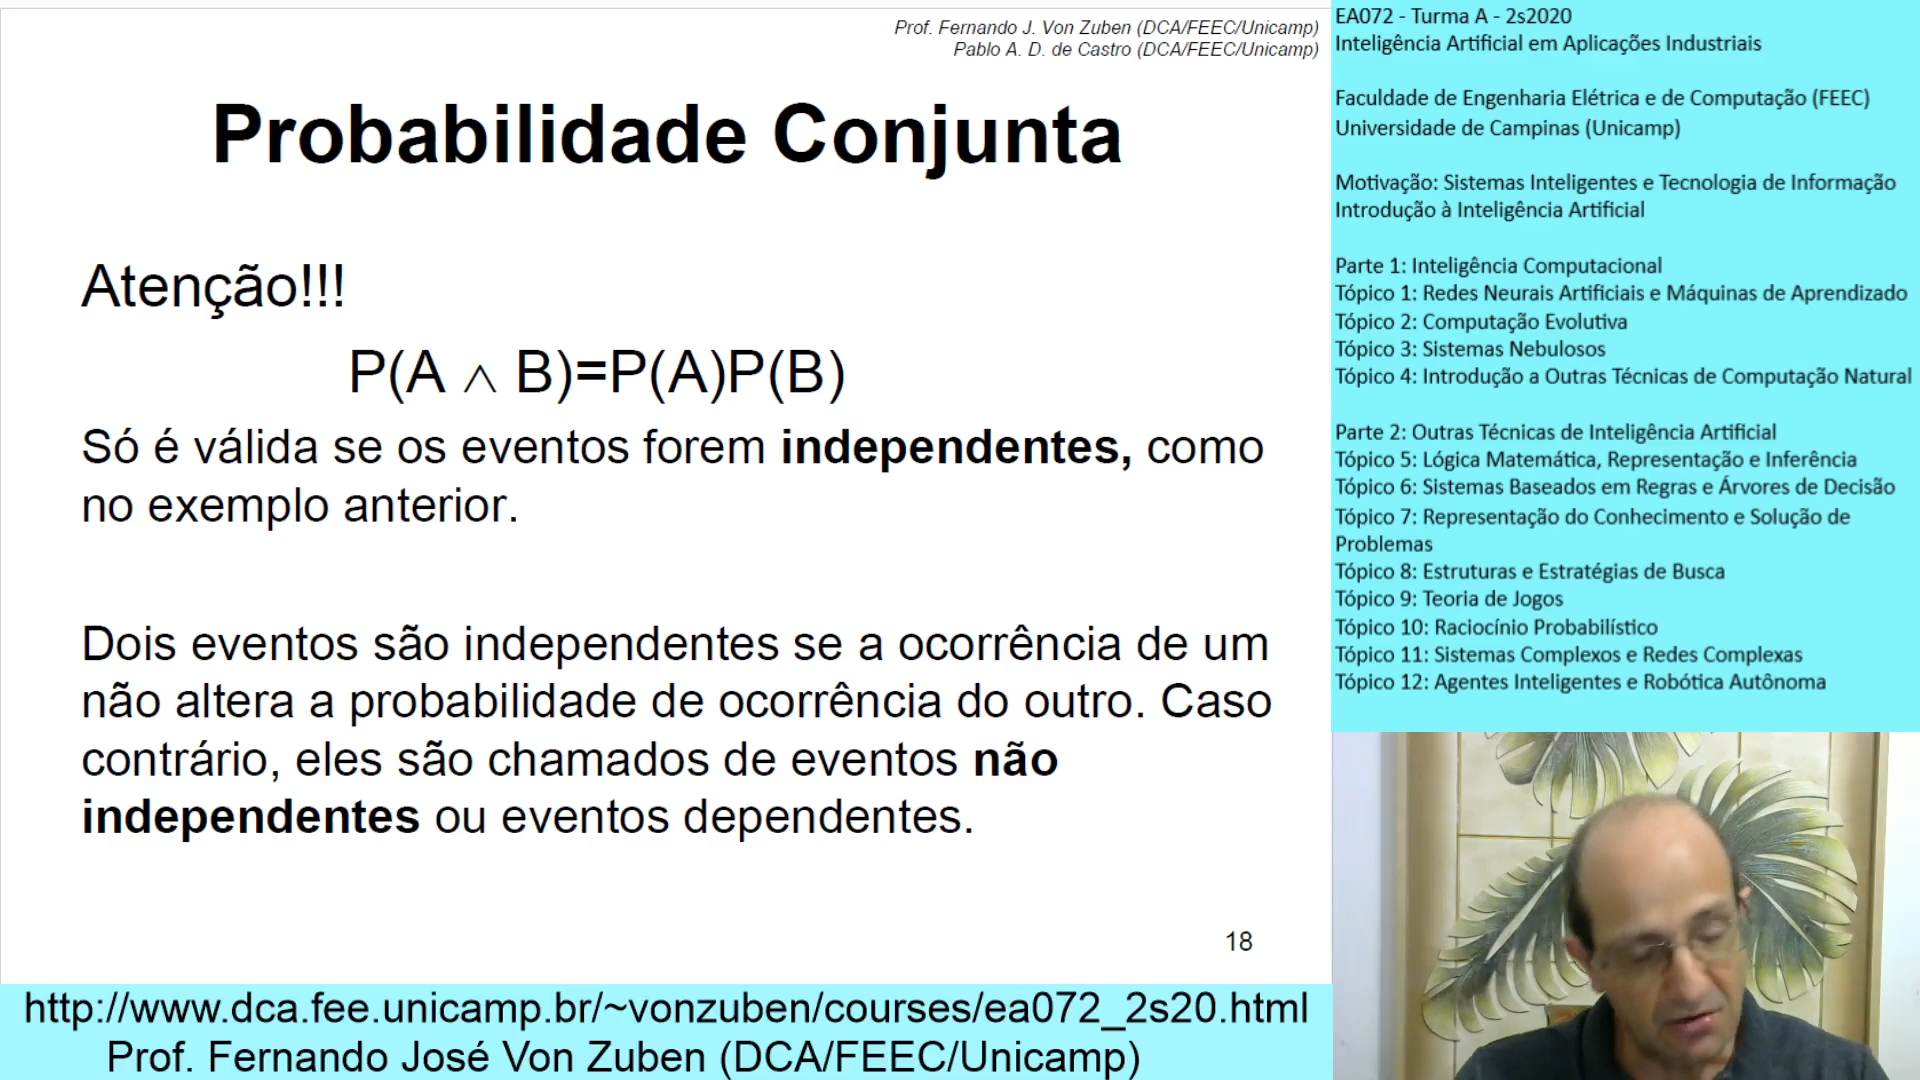 Prof. Fernando J. Von Zuben (DCA/FEEC/Unicamp)
Pablo A. D. de Castro (DCA/FEEC/Unicamp)
Probabilidade Conjunta
Atenção!!!
P(A ∧ B)=P(A)P(B)
Só é válida se os eventos forem independentes, como
no exemplo anterior.
Dois eventos são independentes se a ocorrência de um
não altera a probabilidade de ocorrência do outro. Caso
contrário, eles são chamados de eventos não
independentes ou eventos dependentes.
18
http://www.dca.fee.unicamp.br/~vonzuben/courses/ea072_2s20.html
Prof. Fernando José Von Zuben (DCA/FEEC/Unicamp)
EA072 - Turma A - 2s2020
Inteligência Artificial em Aplicações Industriais
Faculdade de Engenharia Elétrica e de Computação (FEEC)
Universidade de Campinas (Unicamp)
Motivação: Sistemas Inteligentes e Tecnologia de Informação
Introdução à Inteligência Artificial
Parte 1: Inteligência Computacional
Tópico 1: Redes Neurais Artificiais e Máquinas de Aprendizado
Tópico 2: Computação Evolutiva
Tópico 3: Sistemas Nebulosos
Tópico 4: Introdução a Outras Técnicas de Computação Natural
Parte 2: Outras Técnicas de Inteligência Artificial
Tópico 5: Lógica Matemática, Representação e Inferência
Tópico 6: Sistemas Baseados em Regras e Árvores de Decisão
Tópico 7: Representação do Conhecimento e Solução de
Problemas
Tópico 8: Estruturas e Estratégias de Busca
Tópico 9: Teoria de Jogos
Tópico 10: Raciocínio Probabilístico
Tópico 11: Sistemas Complexos e Redes Complexas
Tópico 12: Agentes Inteligentes e Robótica Autônoma